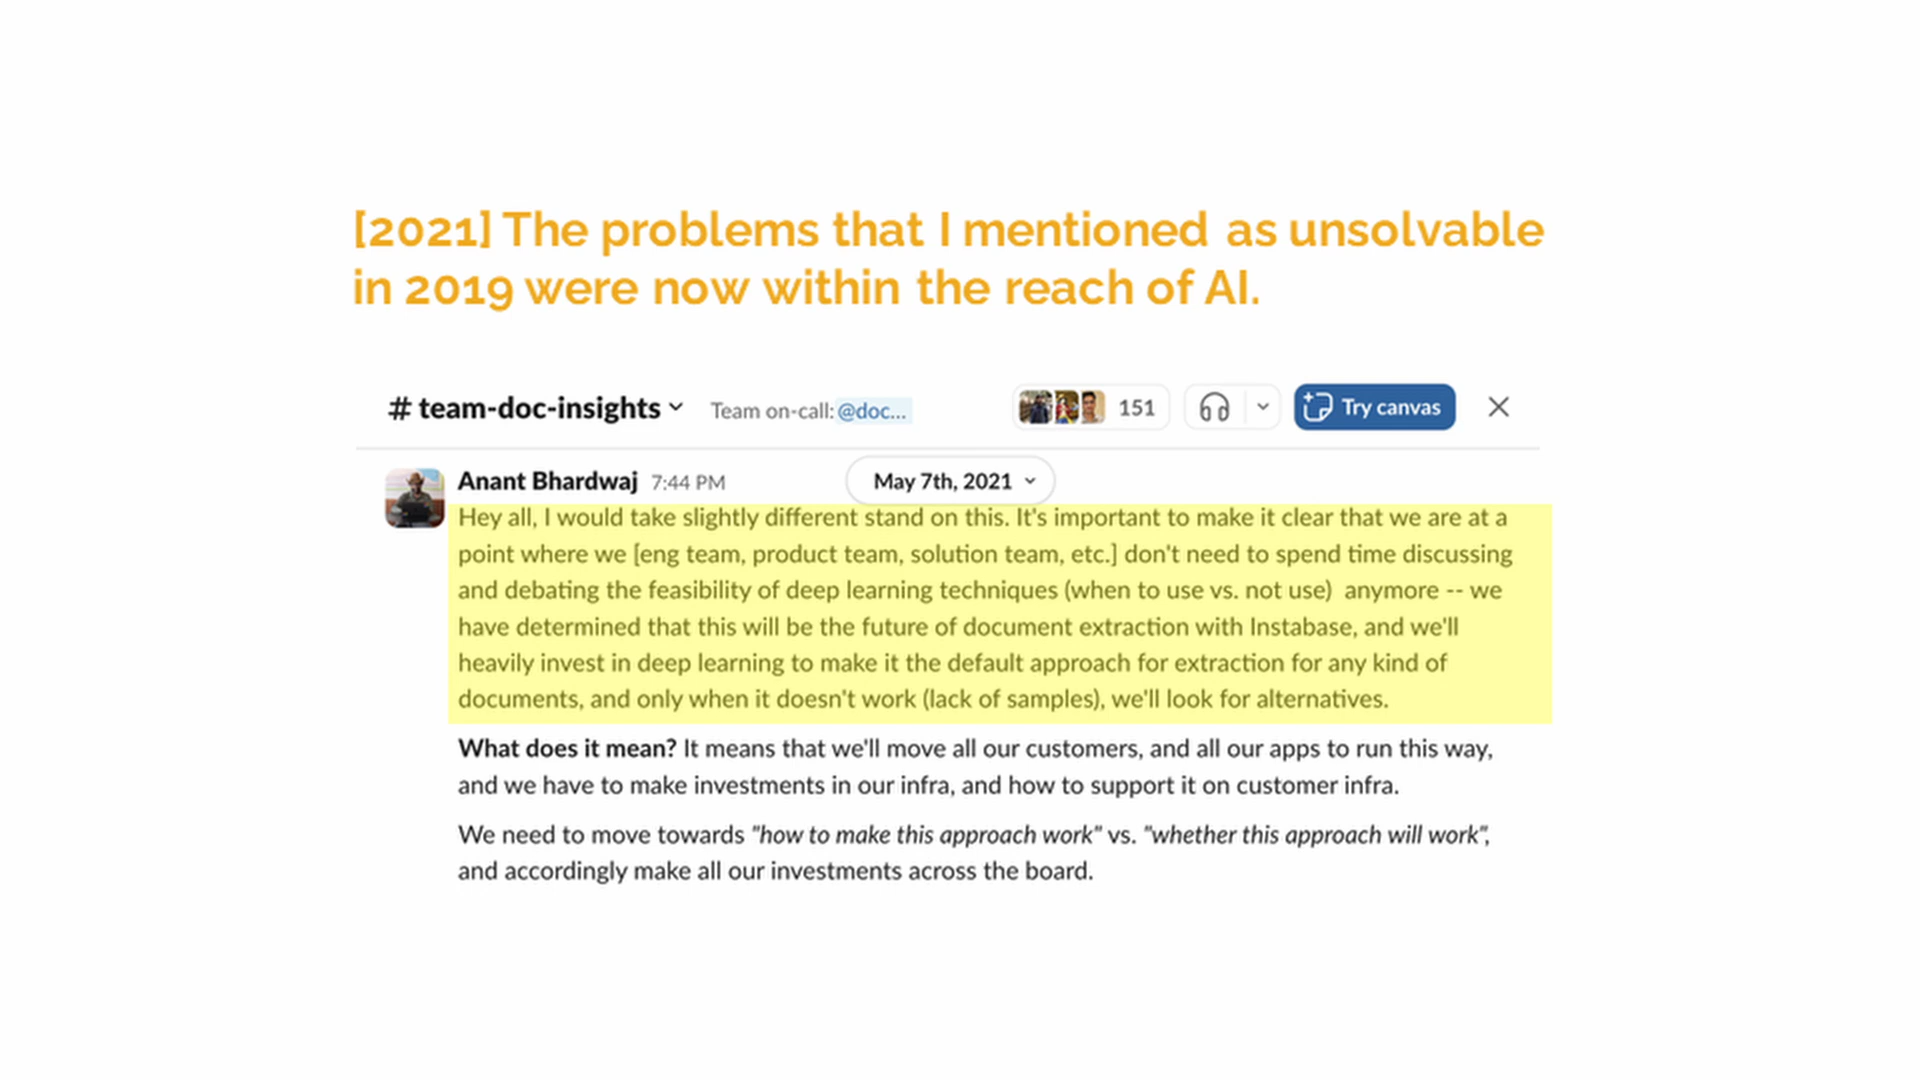 [2021] The problems that I mentioned as unsolvable
in 2019 were now within the reach of AI.
# team-doc-insights Team on-call: @doc... 151 Try canvas
Anant Bhardwaj 7:44 PM May 7th, 2021
Hey all, I would take slightly different stand on this. It's important to make it clear that we are at a
point where we [eng team, product team, solution team, etc.] don't need to spend time discussing
and debating the feasibility of deep learning techniques (when to use vs. not use) anymore -- we
have determined that this will be the future of document extraction with Instabase, and we'll
heavily invest in deep learning to make it the default approach for extraction for any kind of
documents, and only when it doesn't work (lack of samples), we'll look for alternatives.
What does it mean? It means that we'll move all our customers, and all our apps to run this way,
and we have to make investments in our infra, and how to support it on customer infra.
We need to move towards "how to make this approach work" vs. "whether this approach will work",
and accordingly make all our investments across the board.